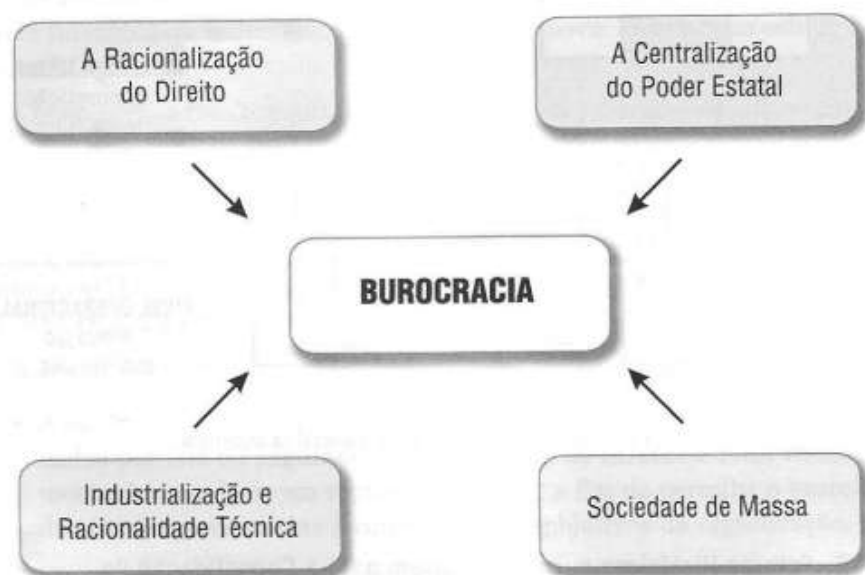 A Racionalização
do Direito
A Centralização
do Poder Estatal
BUROCRACIA
Industrialização e
Racionalidade Técnica
Sociedade de Massa